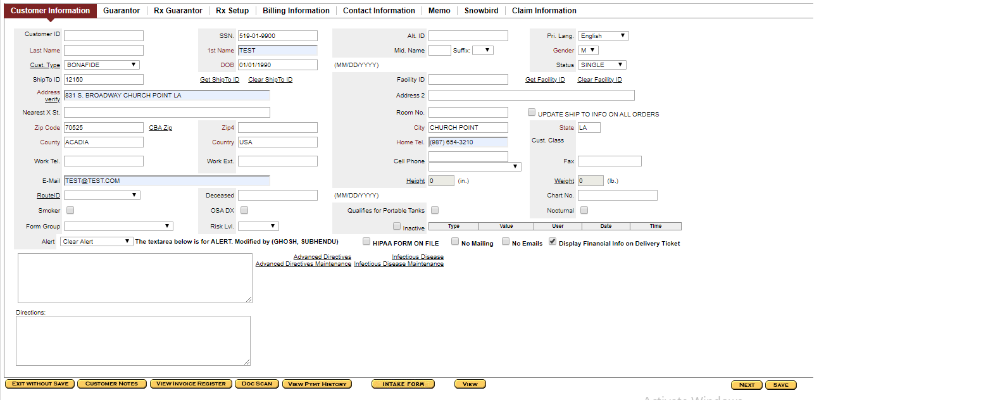 Customer Information Guarantor Rx Guarantor Rx Setup Billing Information Contact Information Memo Snowbird Claim Information
Customer ID SSN. 519-01-9900 Alt. ID Pri. Lang. English
Last Name 1st Name TEST Mid. Name Suffix: Gender M
Cust. Type BONAFIDE DOB 01/01/1990 (MM/DD/YYYY) Status SINGLE
ShipTo ID 12160 Get ShipTo ID Clear ShipTo ID Facility ID Get Facility ID Clear Facility ID
Address 831 S. BROADWAY CHURCH POINT LA Address 2
verify
Nearest X St. Room No. UPDATE SHIP TO INFO ON ALL ORDERS
Zip Code 70525 CBA Zip Zip4 City CHURCH POINT State LA
County ACADIA Country USA Home Tel. (987) 654-3210 Cust. Class
Work Tel. Work Ext. Cell Phone Fax
E-Mail TEST@TEST.COM Height 0 (in.) Weight 0 (lb.)
RouteID Deceased (MM/DD/YYYY) Chart No.
Smoker OSA DX Qualifies for Portable Tanks Nocturnal
Form Group Risk Lvl. Inactive Type Value User Date Time
Alert Clear Alert The textarea below is for ALERT. Modified by (GHOSH, SUBHENDU) HIPAA FORM ON FILE No Mailing No Emails Display Financial Info on Delivery Ticket
Advanced Directives Infectious Disease
Advanced Directives Maintenance Infectious Disease Maintenance
Directions:
EXIT WITHOUT SAVE CUSTOMER NOTES VIEW INVOICE REGISTER DOC SCAN VIEW PYMT HISTORY INTAKE FORM VIEW NEXT SAVE
Activate Windows